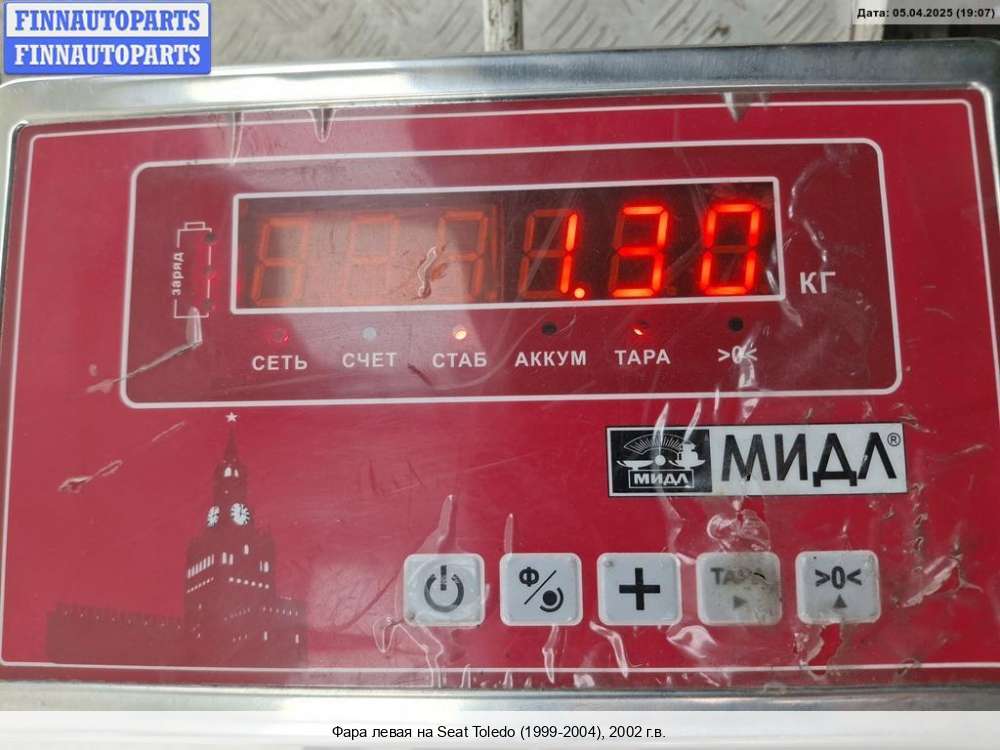 FINNAUTOPARTS
FINNAUTOPARTS
Дата: 05.04.2025 (19:07)
заряд
1.30
КГ
СЕТЬ СЧЕТ СТАБ АККУМ ТАРА >0<
МИДЛ
МИДЛ®
Ф
ТАРА
>0<
Фара левая на Seat Toledo (1999-2004), 2002 г.в.